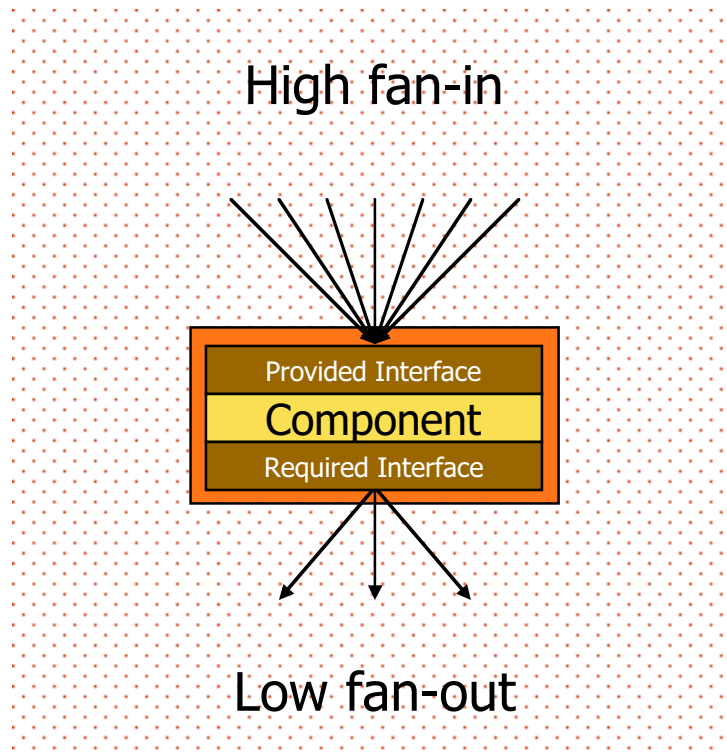 High fan-in
Provided Interface
Component
Required Interface
Low fan-out